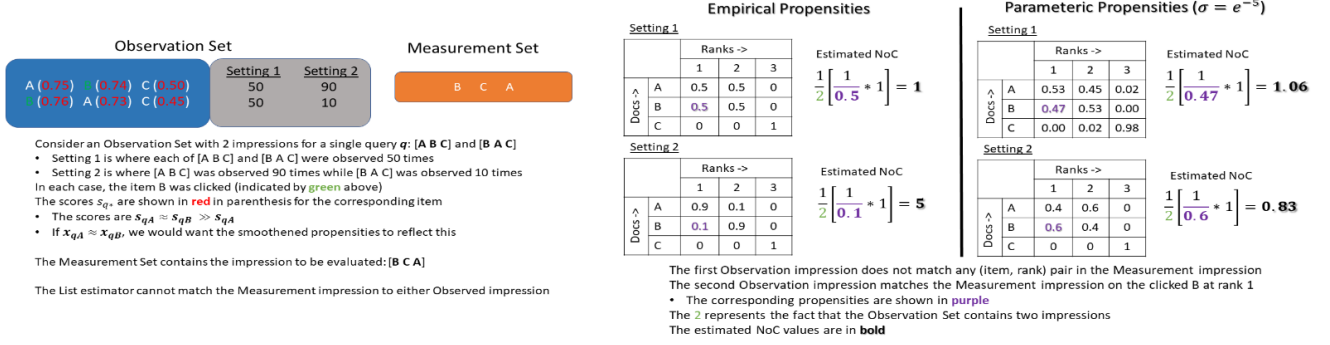 Observation Set
Measurement Set
Setting 1 Setting 2
A (0.75) B (0.74) C (0.50) 50 90
B (0.76) A (0.73) C (0.45) 50 10
B C A
Consider an Observation Set with 2 impressions for a single query q: [A B C] and [B A C]
• Setting 1 is where each of [A B C] and [B A C] were observed 50 times
• Setting 2 is where [A B C] was observed 90 times while [B A C] was observed 10 times
In each case, the item B was clicked (indicated by green above)
The scores s_q* are shown in red in parenthesis for the corresponding item
• The scores are s_qA ≈ s_qB ≫ s_qA
• If x_qA ≈ x_qB, we would want the smoothened propensities to reflect this
The Measurement Set contains the impression to be evaluated: [B C A]
The List estimator cannot match the Measurement impression to either Observed impression
Empirical Propensities
Setting 1
Ranks ->
1 2 3
Docs ->
A 0.5 0.5 0
B 0.5 0.5 0
C 0 0 1
Estimated NoC
1/2 [1/0.5 * 1] = 1
Setting 2
Ranks ->
1 2 3
Docs ->
A 0.9 0.1 0
B 0.1 0.9 0
C 0 0 1
Estimated NoC
1/2 [1/0.1 * 1] = 5
Parametric Propensities (σ = e^-5)
Setting 1
Ranks ->
1 2 3
Docs ->
A 0.53 0.45 0.02
B 0.47 0.53 0.00
C 0.00 0.02 0.98
Estimated NoC
1/2 [1/0.47 * 1] = 1.06
Setting 2
Ranks ->
1 2 3
Docs ->
A 0.4 0.6 0
B 0.6 0.4 0
C 0 0 1
Estimated NoC
1/2 [1/0.6 * 1] = 0.83
The first Observation impression does not match any (item, rank) pair in the Measurement impression
The second Observation impression matches the Measurement impression on the clicked B at rank 1
• The corresponding propensities are shown in purple
The 2 represents the fact that the Observation Set contains two impressions
The estimated NoC values are in bold